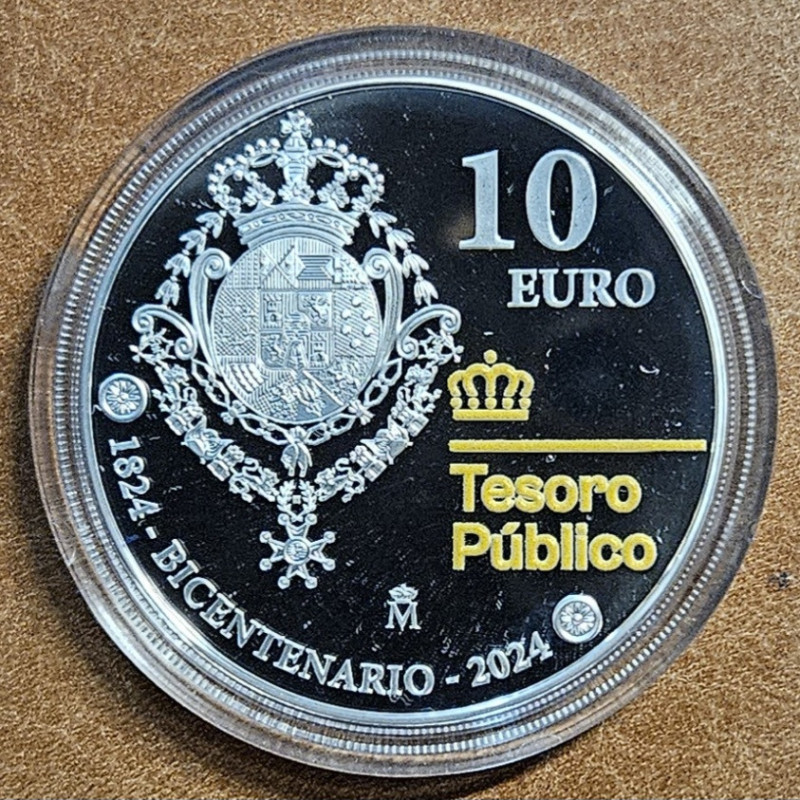 10
EURO
Tesoro
Público
1824 - BICENTENARIO - 2024
M